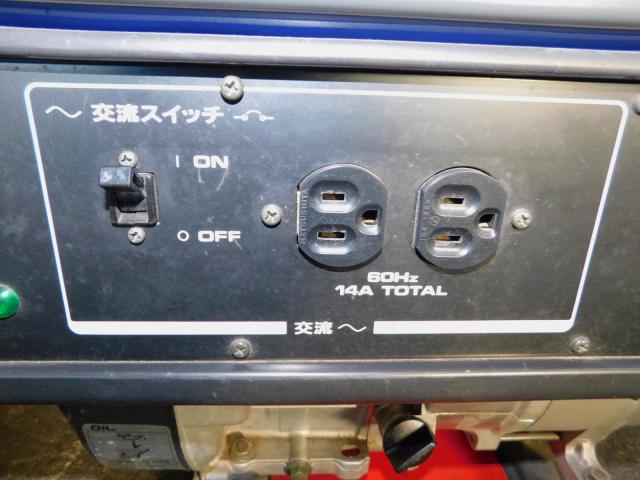 ～ 交流スイッチ
| ON
○ OFF
60Hz
14A TOTAL
交流 ～
OIL